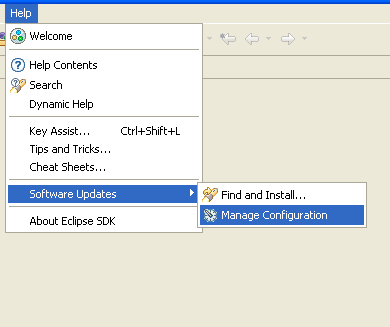 Help
Welcome
Help Contents
Search
Dynamic Help
Key Assist... Ctrl+Shift+L
Tips and Tricks...
Cheat Sheets...
Software Updates
Find and Install...
Manage Configuration
About Eclipse SDK